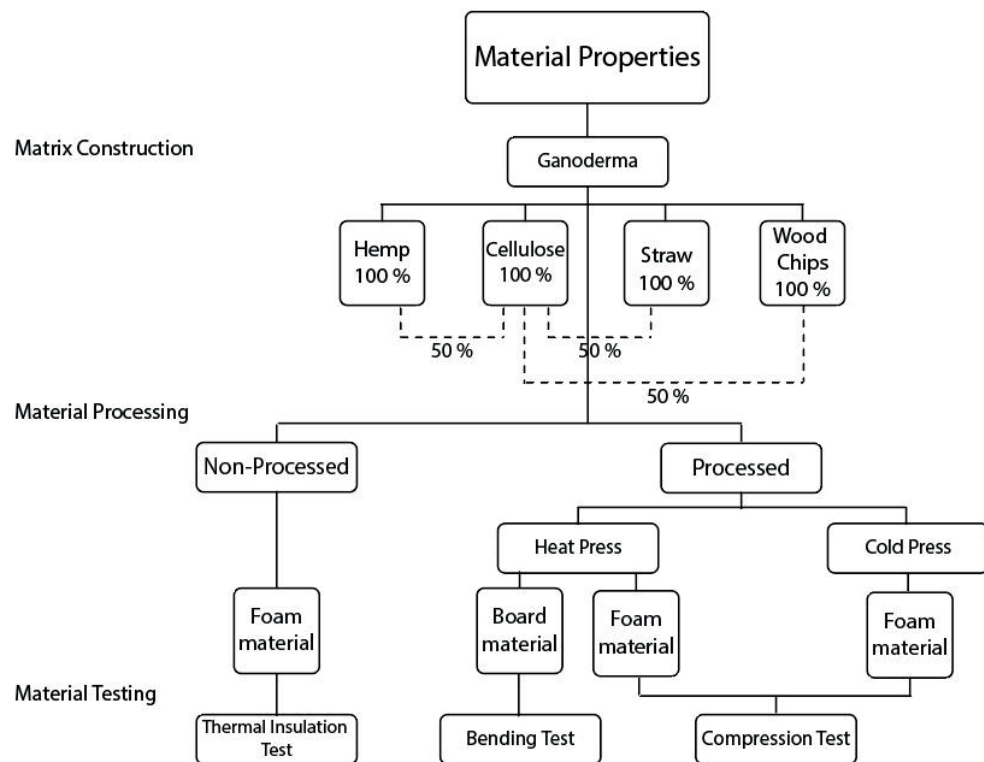 Material Properties
Matrix Construction
Ganoderma
Hemp
100 %
Cellulose
100 %
Straw
100 %
Wood
Chips
100 %
50 %
50 %
50 %
Material Processing
Non-Processed
Processed
Heat Press
Cold Press
Foam
material
Board
material
Foam
material
Foam
material
Material Testing
Thermal Insulation
Test
Bending Test
Compression Test